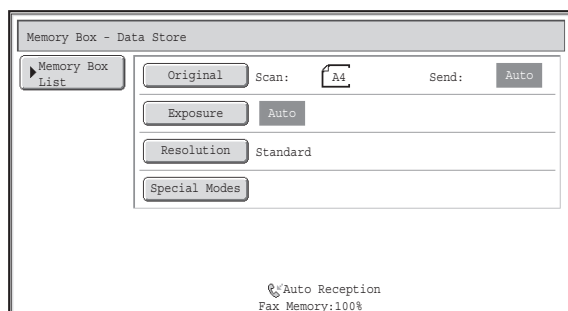 Memory Box - Data Store
Memory Box
List
Original Scan: A4 Send: Auto
Exposure Auto
Resolution Standard
Special Modes
Auto Reception
Fax Memory:100%